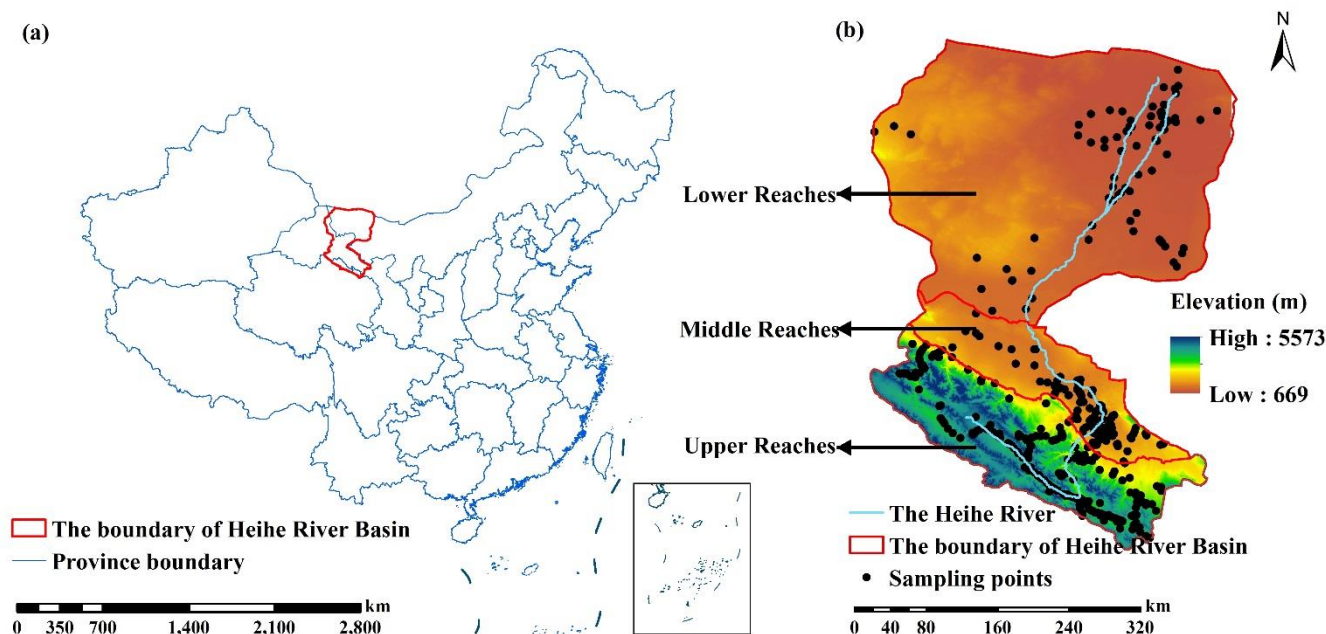 (a)
The boundary of Heihe River Basin
Province boundary
km
0 350 700 1,400 2,100 2,800
(b)
N
Lower Reaches
Middle Reaches
Upper Reaches
Elevation (m)
High : 5573
Low : 669
The Heihe River
The boundary of Heihe River Basin
Sampling points
km
0 40 80 160 240 320